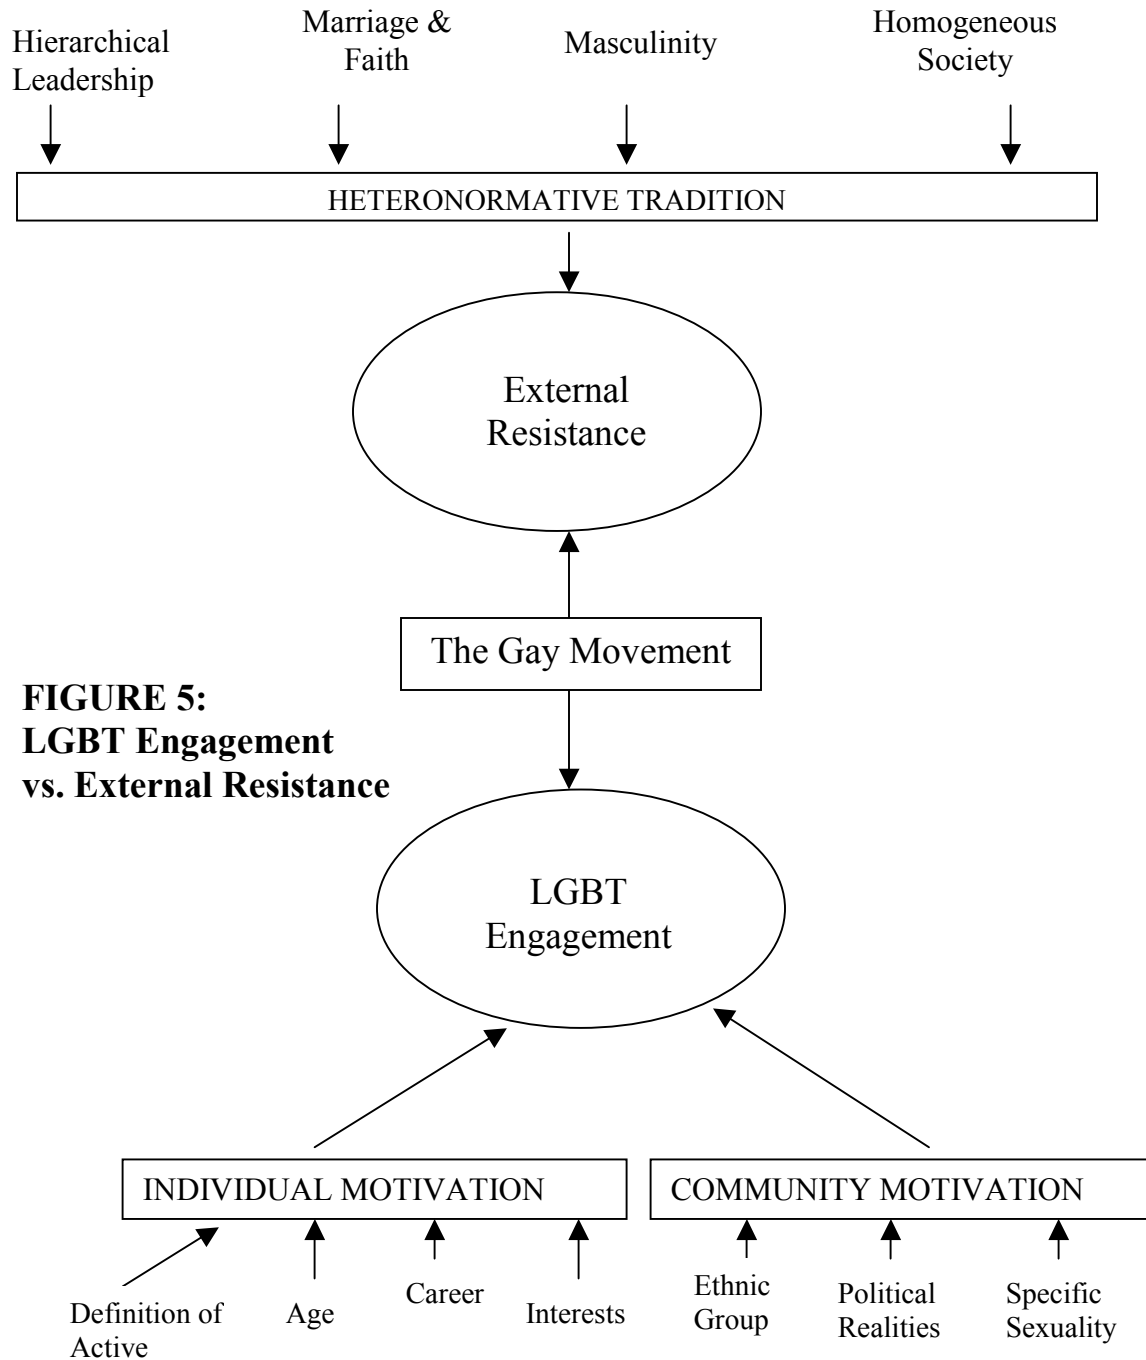 Hierarchical
Leadership
Marriage &
Faith
Masculinity
Homogeneous
Society
HETERONORMATIVE TRADITION
External
Resistance
The Gay Movement
FIGURE 5:
LGBT Engagement
vs. External Resistance
LGBT
Engagement
INDIVIDUAL MOTIVATION
COMMUNITY MOTIVATION
Definition of
Active
Age
Career
Interests
Ethnic
Group
Political
Realities
Specific
Sexuality